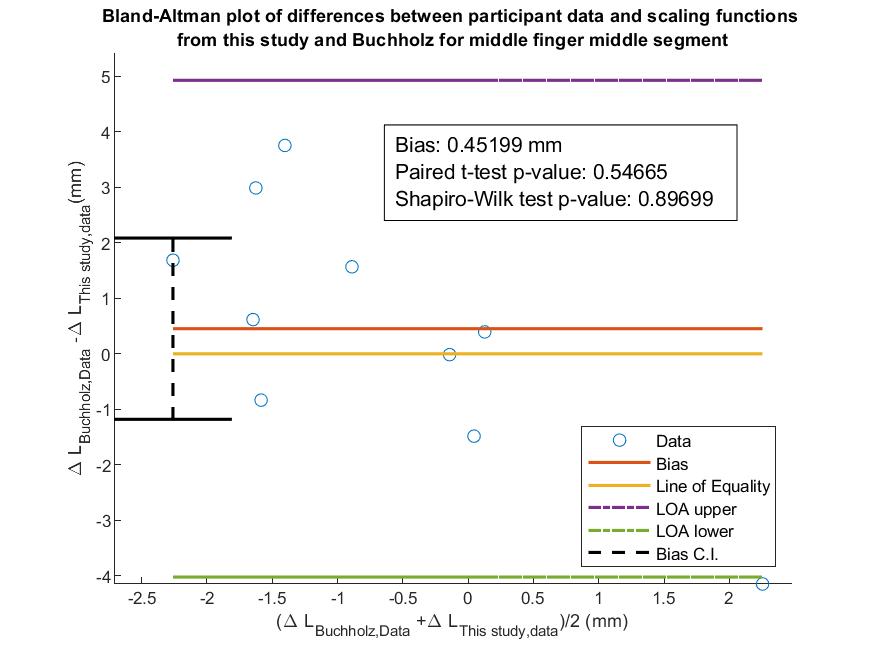 Bland-Altman plot of differences between participant data and scaling functions
from this study and Buchholz for middle finger middle segment
Δ L_Buchholz,Data -Δ L_This study,data(mm)
5
4
3
2
1
0
-1
-2
-3
-4
Bias: 0.45199 mm
Paired t-test p-value: 0.54665
Shapiro-Wilk test p-value: 0.89699
Data
Bias
Line of Equality
LOA upper
LOA lower
Bias C.I.
-2.5 -2 -1.5 -1 -0.5 0 0.5 1 1.5 2
(Δ L_Buchholz,Data +Δ L_This study,data)/2 (mm)